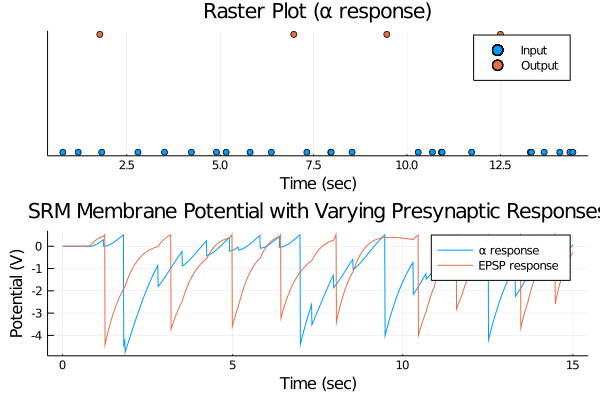 Raster Plot (α response)
Input
Output
2.5 5.0 7.5 10.0 12.5
Time (sec)
SRM Membrane Potential with Varying Presynaptic Responses
0
-1
-2
-3
-4
Potential (V)
α response
EPSP response
0 5 10 15
Time (sec)